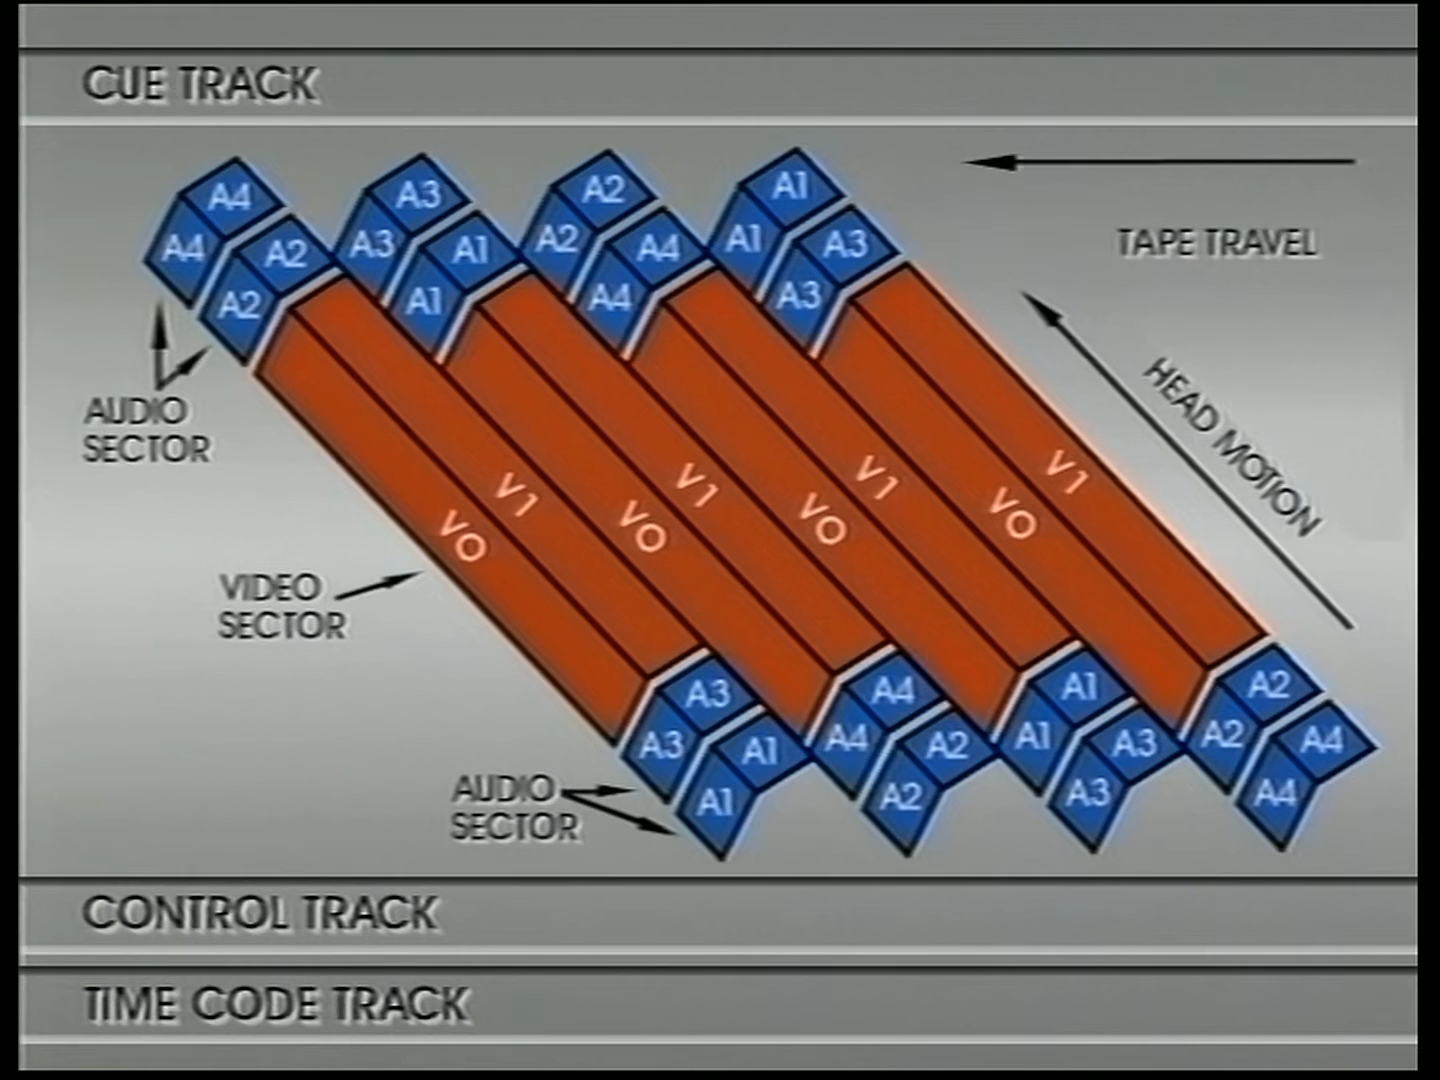 CUE TRACK
A4 A3 A2 A1
A4 A2 A3 A1 A2 A4 A1 A3
A2 A1 A4 A3
TAPE TRAVEL
HEAD MOTION
AUDIO
SECTOR
V1 V1 V1 V1
VO VO VO VO
VIDEO
SECTOR
A3 A4 A1 A2
A3 A1 A4 A2 A1 A3 A2 A4
A1 A2 A3 A4
AUDIO
SECTOR
CONTROL TRACK
TIME CODE TRACK